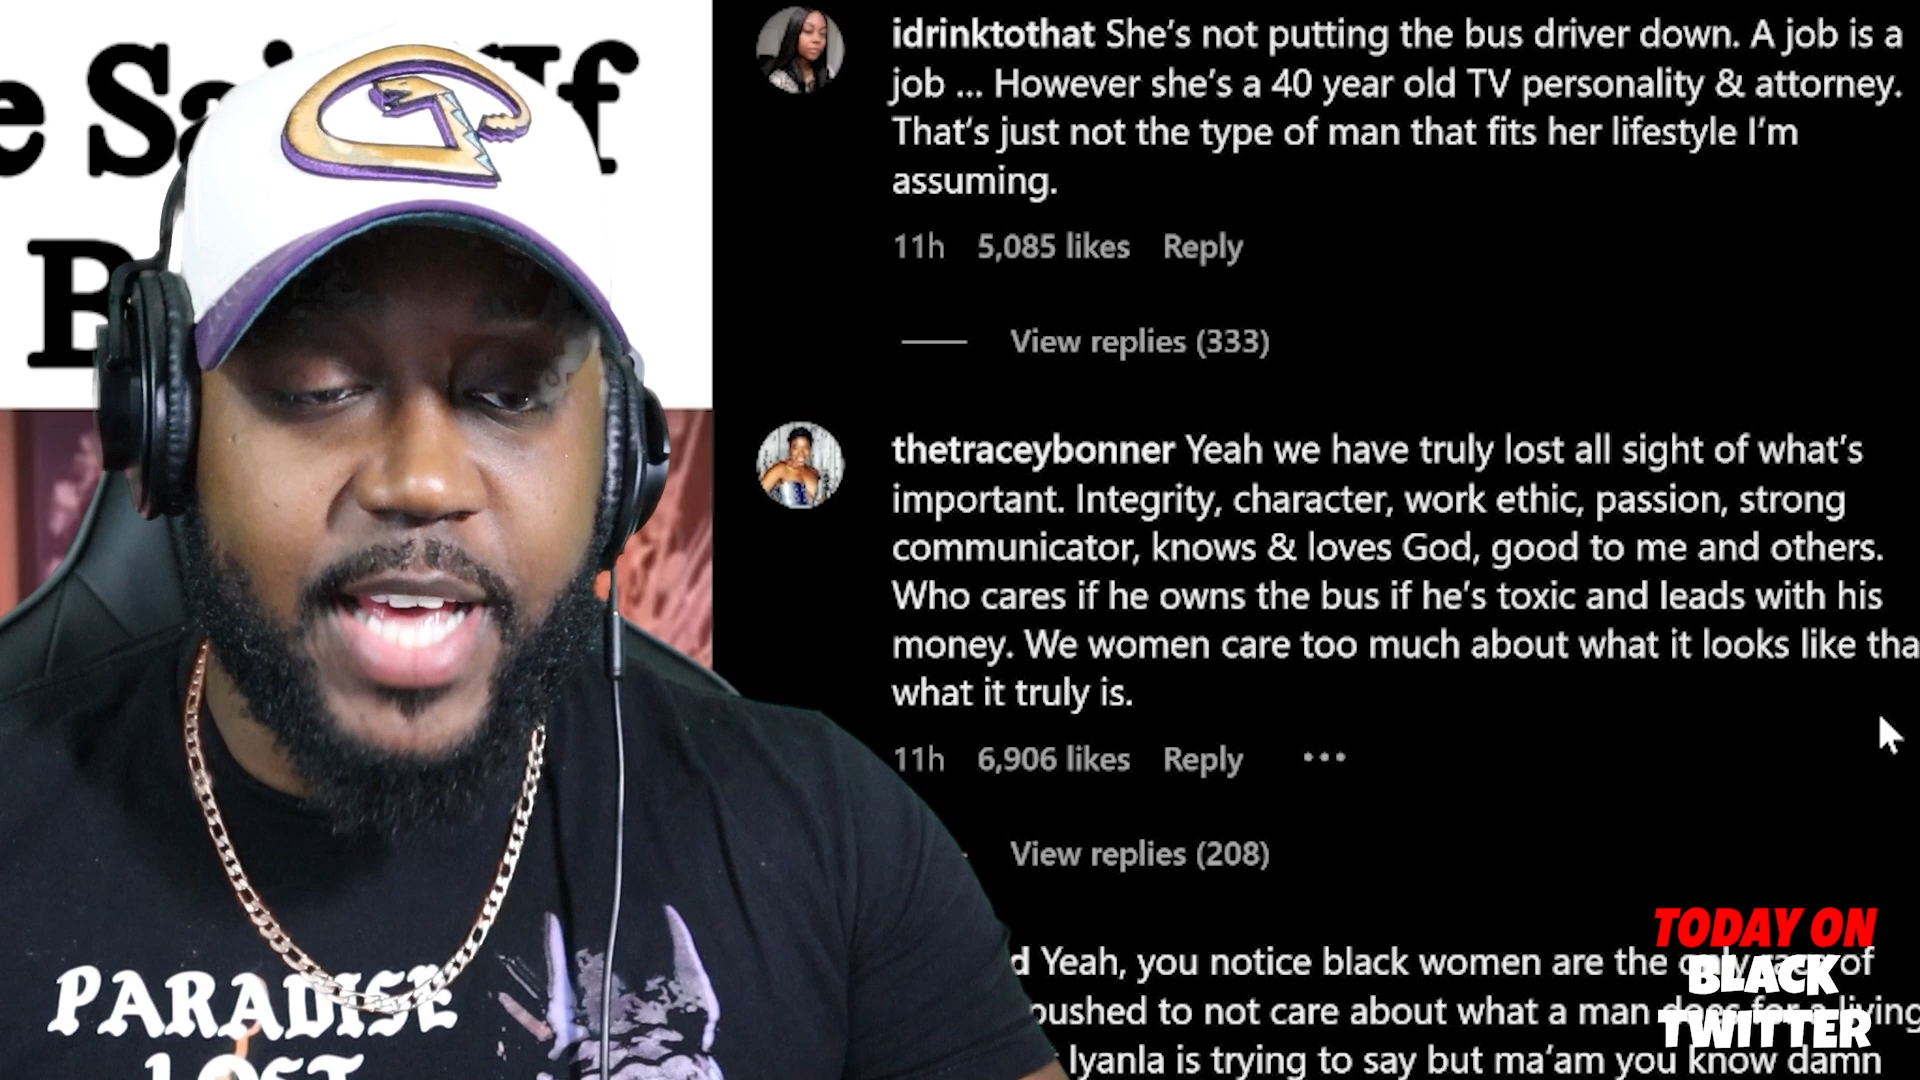 e Sai If
B
idrinktothat She’s not putting the bus driver down. A job is a
job ... However she’s a 40 year old TV personality & attorney.
That’s just not the type of man that fits her lifestyle I’m
assuming.
11h 5,085 likes Reply
View replies (333)
thetraceybonner Yeah we have truly lost all sight of what’s
important. Integrity, character, work ethic, passion, strong
communicator, knows & loves God, good to me and others.
Who cares if he owns the bus if he’s toxic and leads with his
money. We women care too much about what it looks like tha
what it truly is.
11h 6,906 likes Reply
View replies (208)
d Yeah, you notice black women are the only of
pushed to not care about what a man does for a living
Iyanla is trying to say but ma’am you know damn
TODAY ON
BLACK
TWITTER
PARADISE
LOST